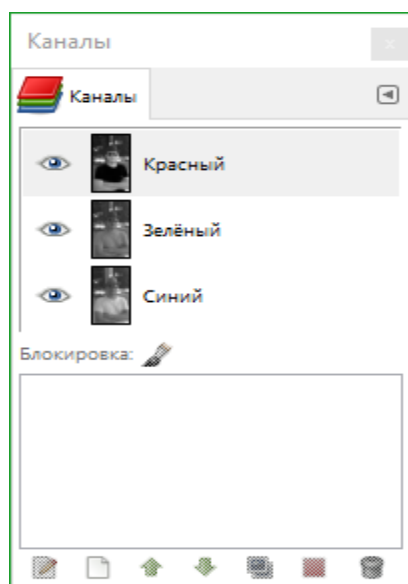 Каналы
Каналы
Красный
Зелёный
Синий
Блокировка: